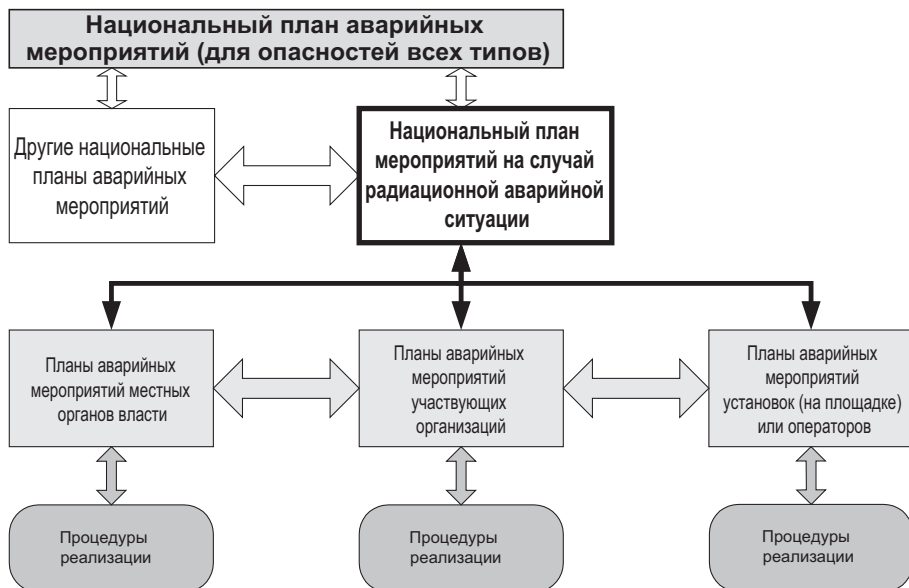 Национальный план аварийных
мероприятий (для опасностей всех типов)
Другие национальные
планы аварийных
мероприятий
Национальный план
мероприятий на случай
радиационной аварийной
ситуации
Планы аварийных
мероприятий местных
органов власти
Планы аварийных
мероприятий
участвующих
организаций
Планы аварийных
мероприятий
установок (на площадке)
или операторов
Процедуры
реализации
Процедуры
реализации
Процедуры
реализации